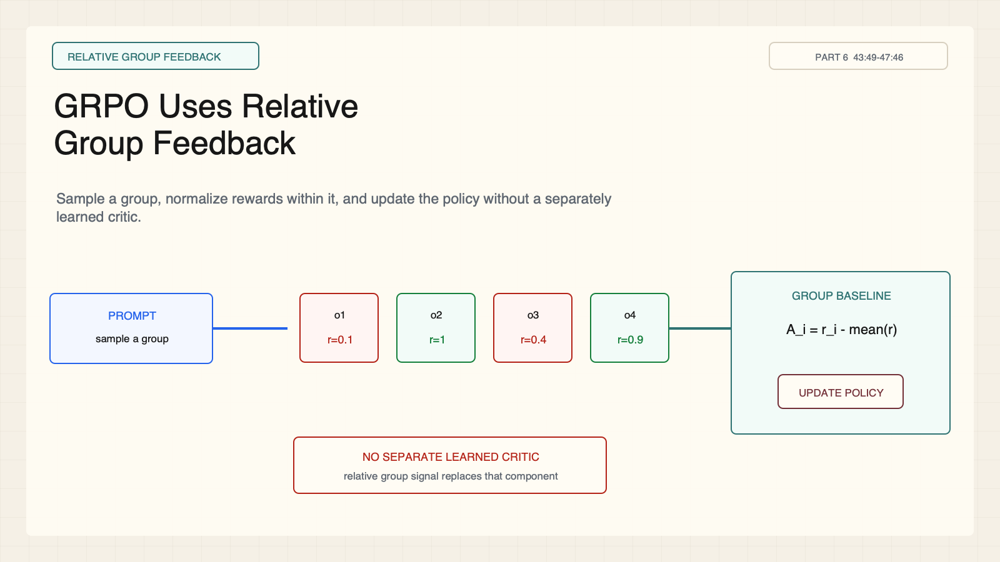 RELATIVE GROUP FEEDBACK
PART 6 43:49-47:46
GRPO Uses Relative
Group Feedback
Sample a group, normalize rewards within it, and update the policy without a separately
learned critic.
PROMPT
sample a group
o1
r=0.1
o2
r=1
o3
r=0.4
o4
r=0.9
GROUP BASELINE
A_i = r_i - mean(r)
UPDATE POLICY
NO SEPARATE LEARNED CRITIC
relative group signal replaces that component